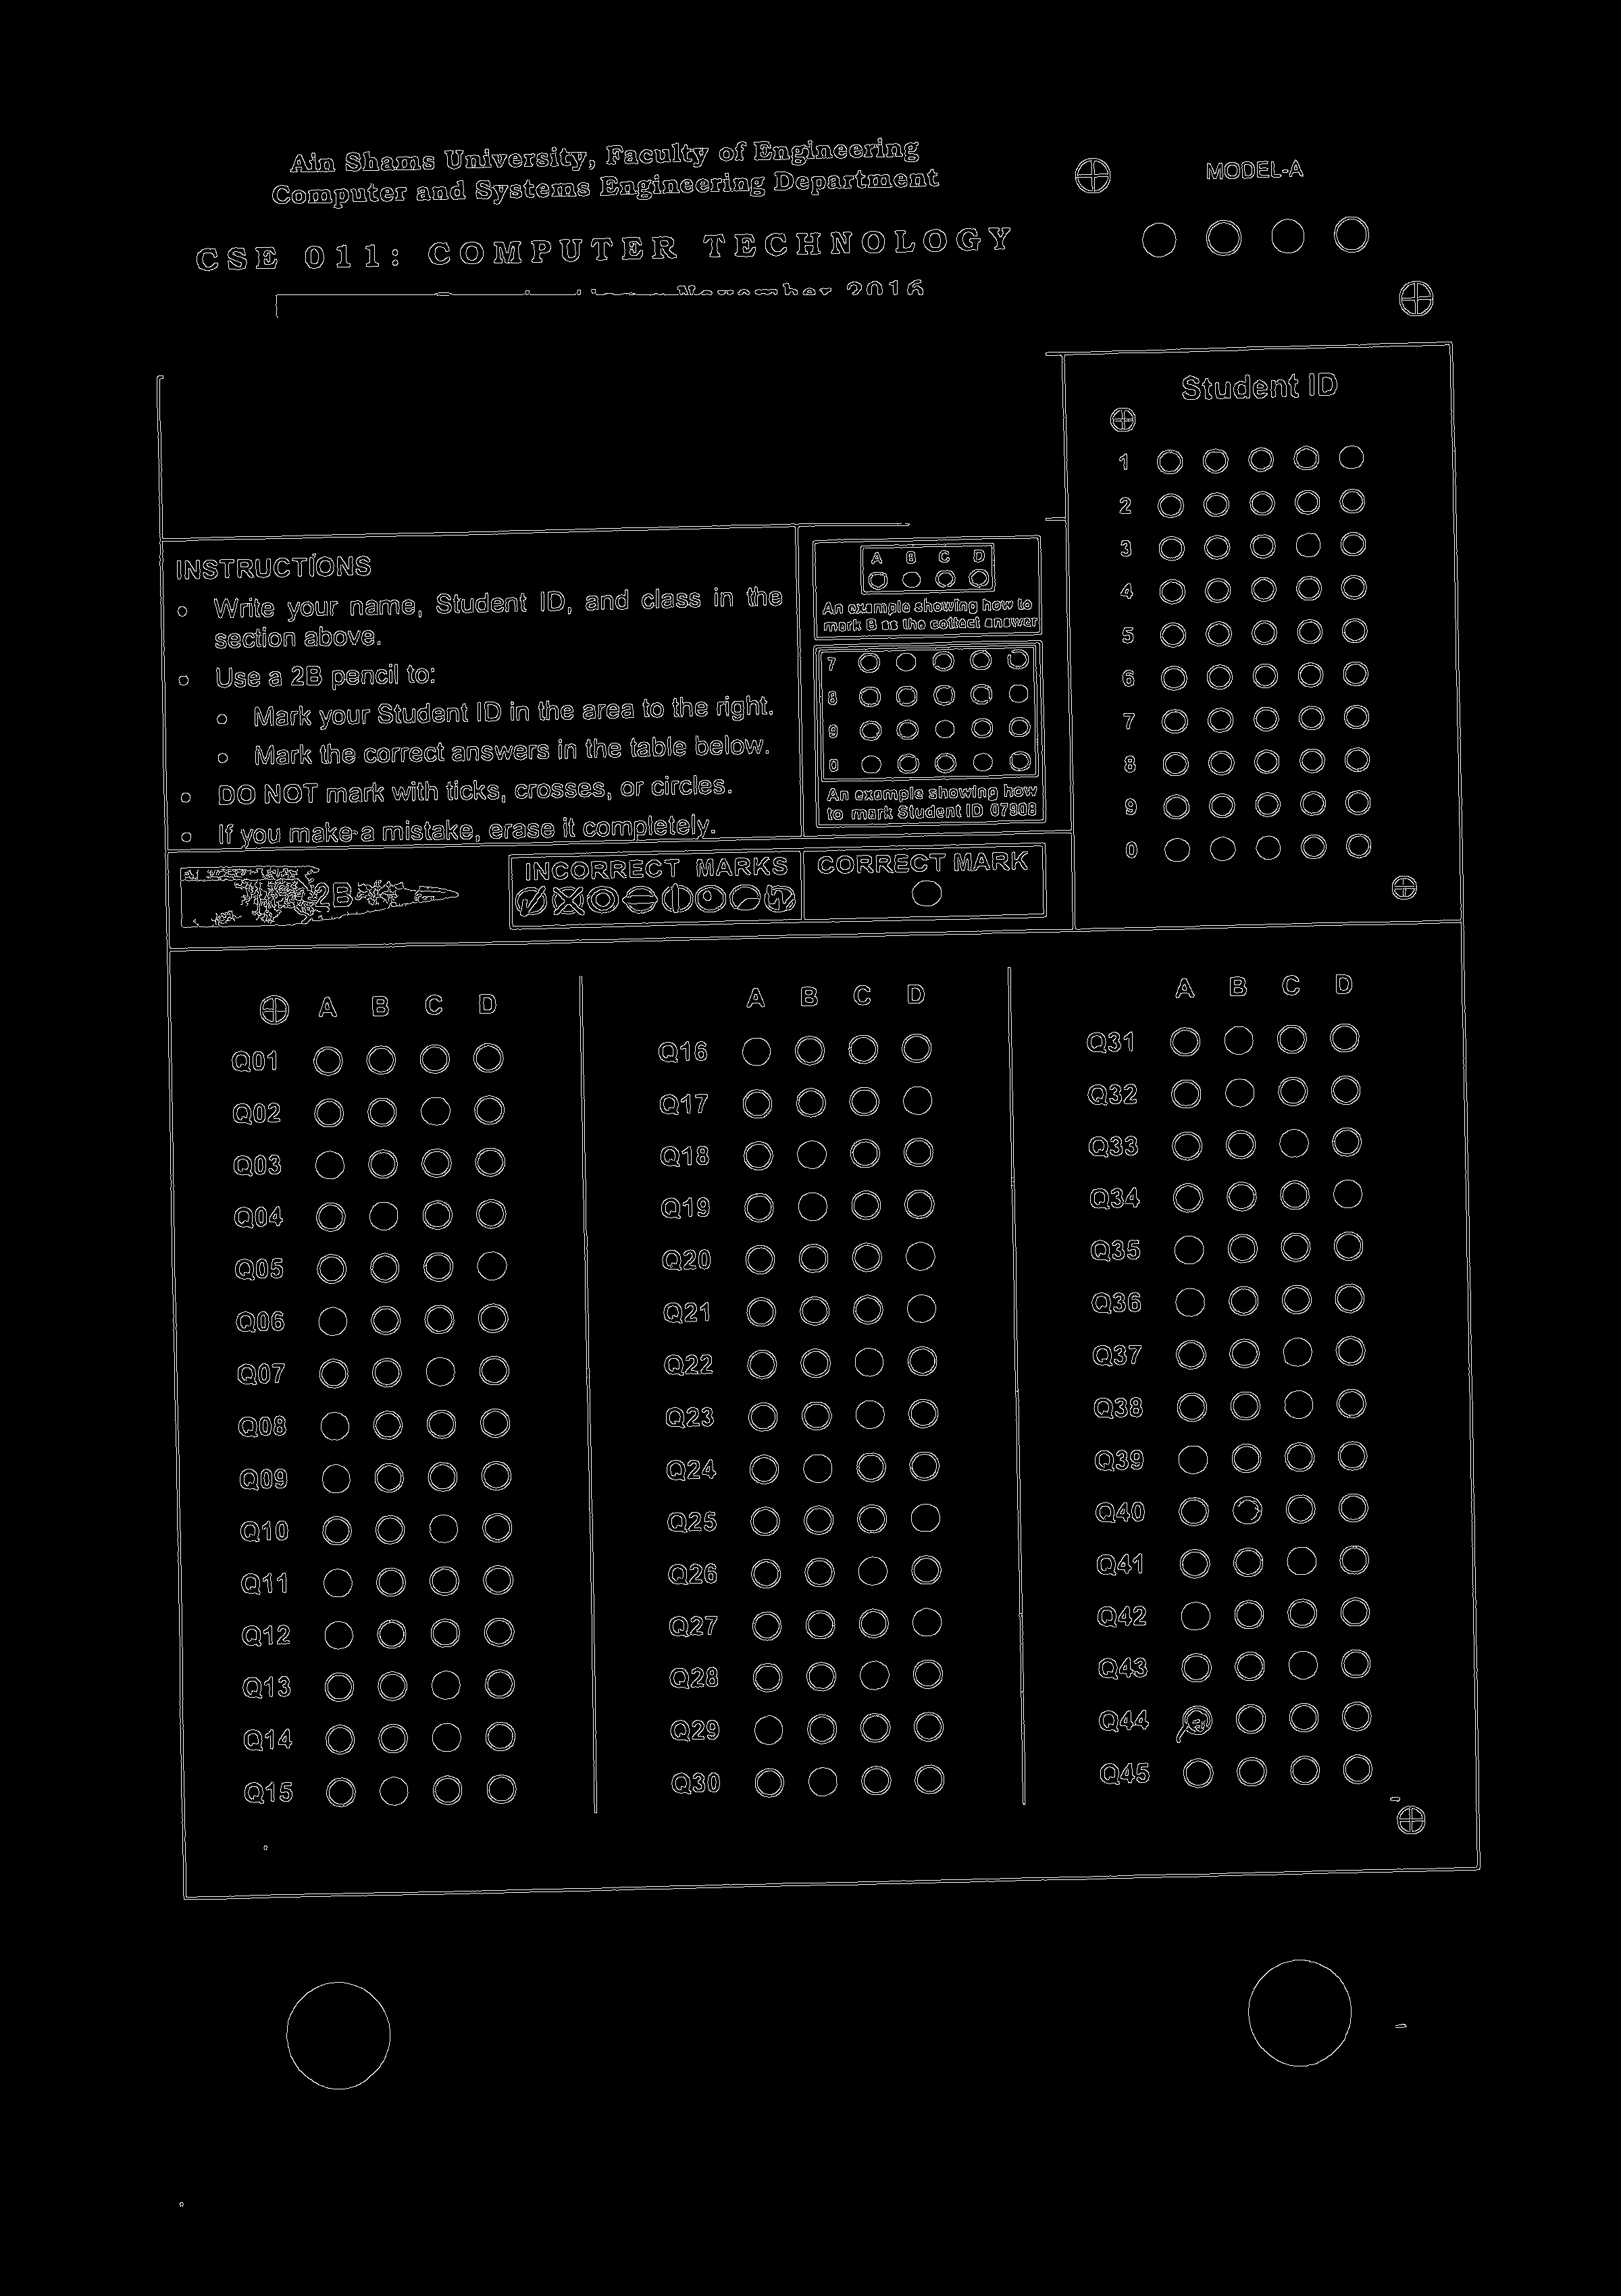 Ain Shams University, Faculty of Engineering
Computer and Systems Engineering Department
MODEL-A
CSE 011: COMPUTER TECHNOLOGY
November 2016
Student ID
1
2
3
4
5
6
7
8
9
0
INSTRUCTIONS
Write your name, Student ID, and class in the
section above.
Use a 2B pencil to:
Mark your Student ID in the area to the right.
Mark the correct answers in the table below.
DO NOT mark with ticks, crosses, or circles.
If you make a mistake, erase it completely.
A B C D
An example showing how to
mark B as the correct answer
7
8
9
0
An example showing how
to mark Student ID 07908
2B
INCORRECT MARKS
CORRECT MARK
A B C D
Q01
Q02
Q03
Q04
Q05
Q06
Q07
Q08
Q09
Q10
Q11
Q12
Q13
Q14
Q15
A B C D
Q16
Q17
Q18
Q19
Q20
Q21
Q22
Q23
Q24
Q25
Q26
Q27
Q28
Q29
Q30
A B C D
Q31
Q32
Q33
Q34
Q35
Q36
Q37
Q38
Q39
Q40
Q41
Q42
Q43
Q44
Q45